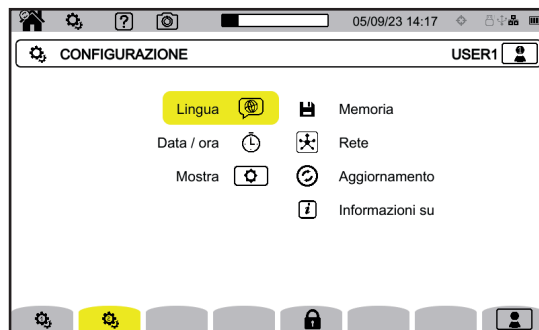 05/09/23 14:17
CONFIGURAZIONE USER1
Lingua
Data / ora
Mostra
Memoria
Rete
Aggiornamento
Informazioni su